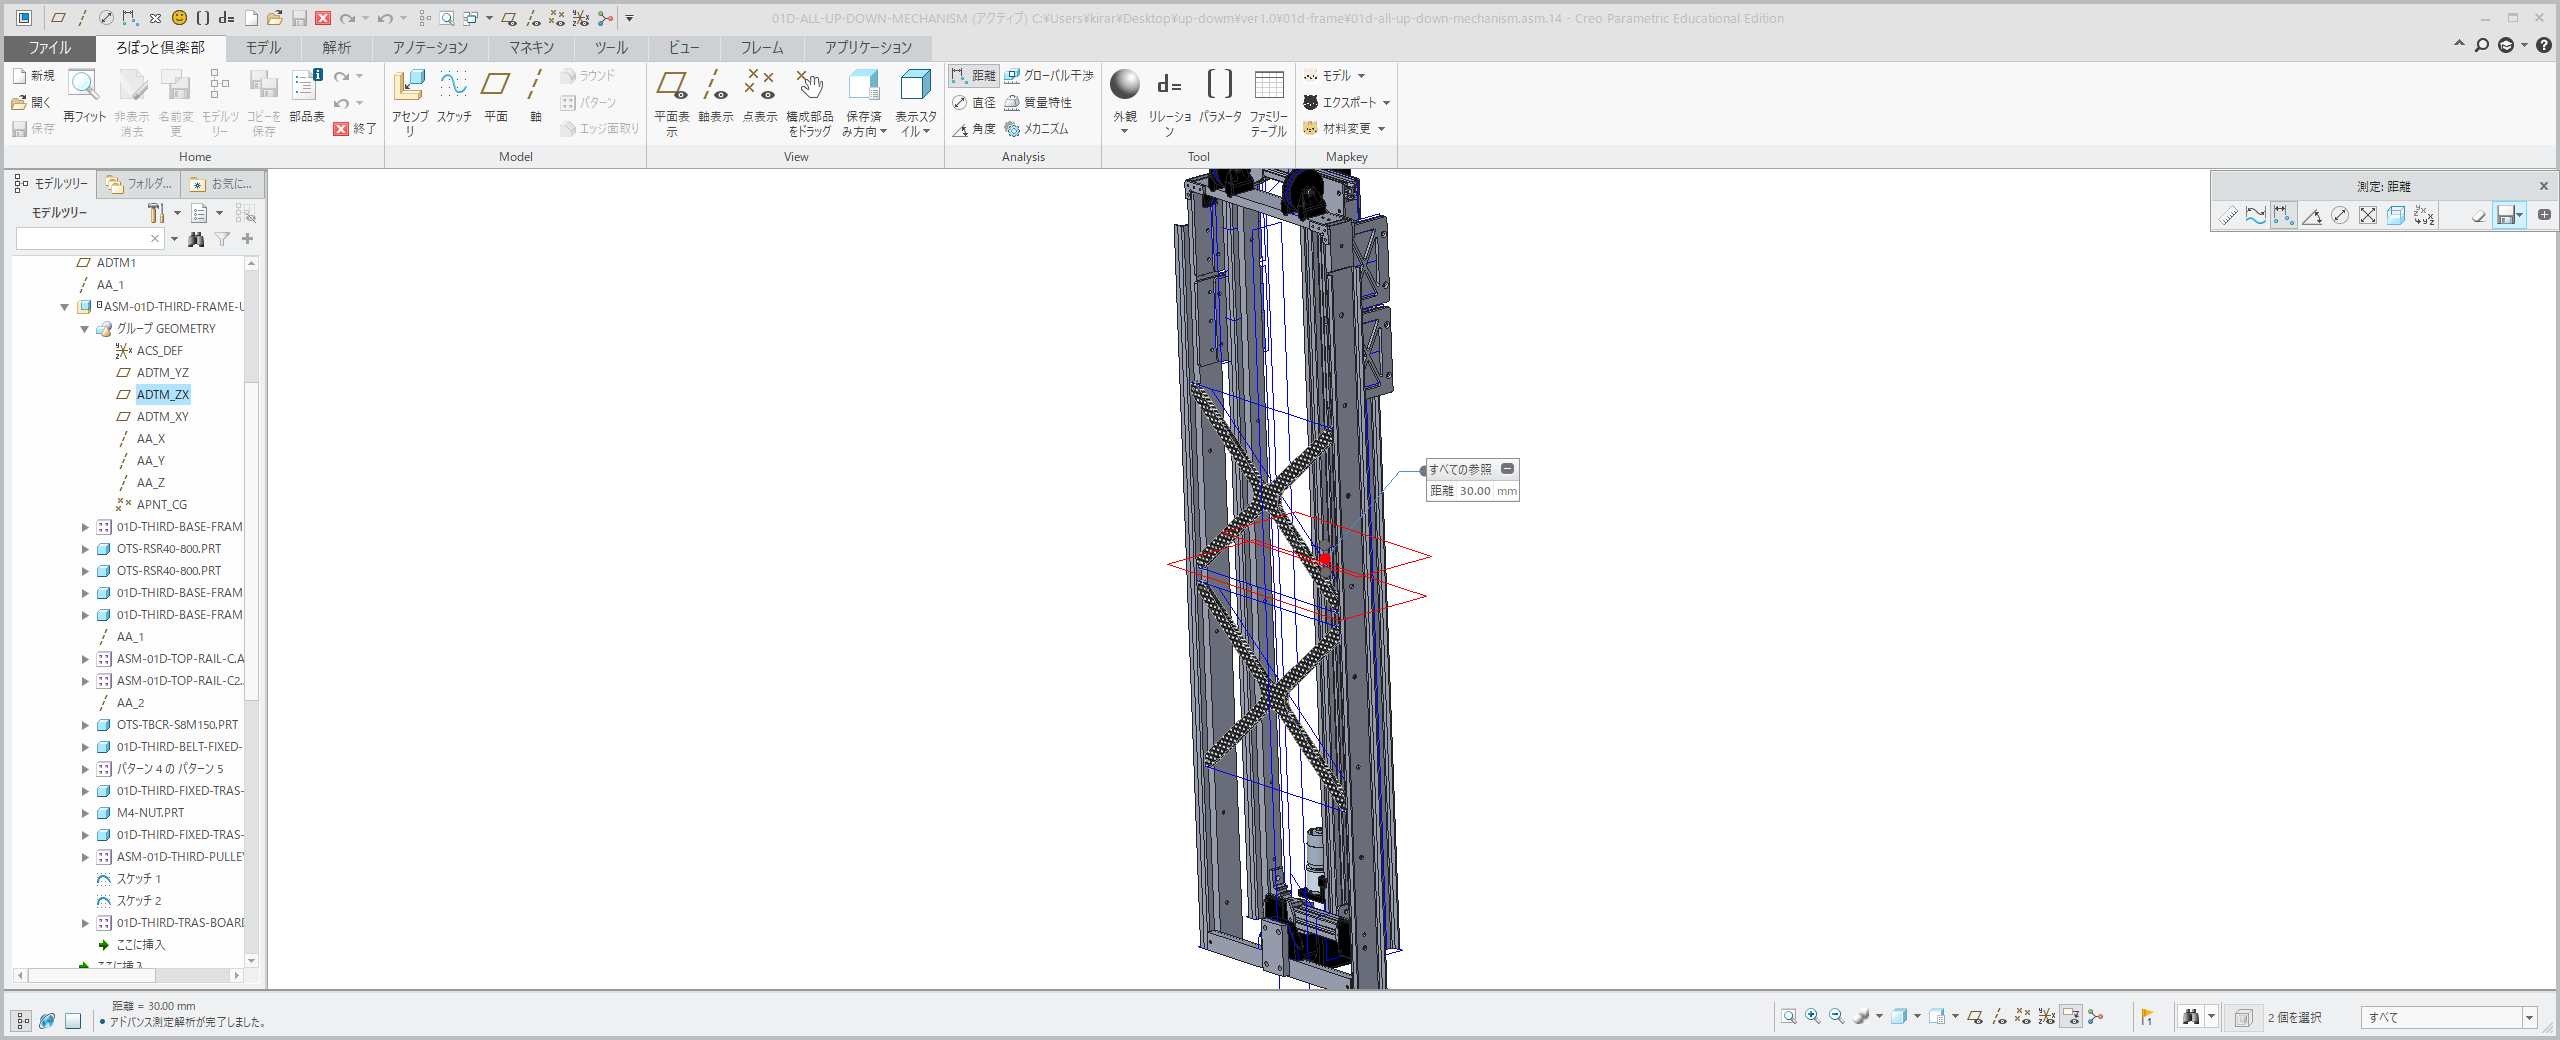 01D-ALL-UP-DOWN-MECHANISM (アクティブ) C:¥Users¥kirar¥Desktop¥up-down¥ver1.0¥01d-frame¥01d-all-up-down-mechanism.asm.14 - Creo Parametric Educational Edition
ファイル ろぼっと倶楽部 モデル 解析 アノテーション マネキン ツール ビュー フレーム アプリケーション
新規 開く 保存 再フィット 非表示消去 名前変更 モデルツリー コピーを保存 部品表 終了
アセンブリ スケッチ 平面 軸 ラウンド パターン エッジ面取り
平面表示 軸表示 点表示 構成部品をドラッグ 保存済み方向 表示スタイル
距離 直径 角度 グローバル干渉 質量特性 メカニズム
外観 リレーション パラメータ ファミリーテーブル
モデル エクスポート 材料変更
Home Model View Analysis Tool Mapkey
モデルツリー フォルダ... お気に...
モデルツリー
ADTM1
AA_1
ASM-01D-THIRD-FRAME-U
グループ GEOMETRY
ACS_DEF
ADTM_YZ
ADTM_ZX
ADTM_XY
AA_X
AA_Y
AA_Z
APNT_CG
01D-THIRD-BASE-FRAM
OTS-RSR40-800.PRT
OTS-RSR40-800.PRT
01D-THIRD-BASE-FRAM
01D-THIRD-BASE-FRAM
AA_1
ASM-01D-TOP-RAIL-C.A
ASM-01D-TOP-RAIL-C2.
AA_2
OTS-TBCR-S8M150.PRT
01D-THIRD-BELT-FIXED-
パターン 4 の パターン 5
01D-THIRD-FIXED-TRAS-
M4-NUT.PRT
01D-THIRD-FIXED-TRAS-
ASM-01D-THIRD-PULLEY
スケッチ 1
スケッチ 2
01D-THIRD-TRAS-BOARD
ここに挿入
ここに挿入
測定: 距離
すべての参照
距離 30.00 mm
距離 = 30.00 mm
• アドバンス測定解析が完了しました。
2 個を選択
すべて